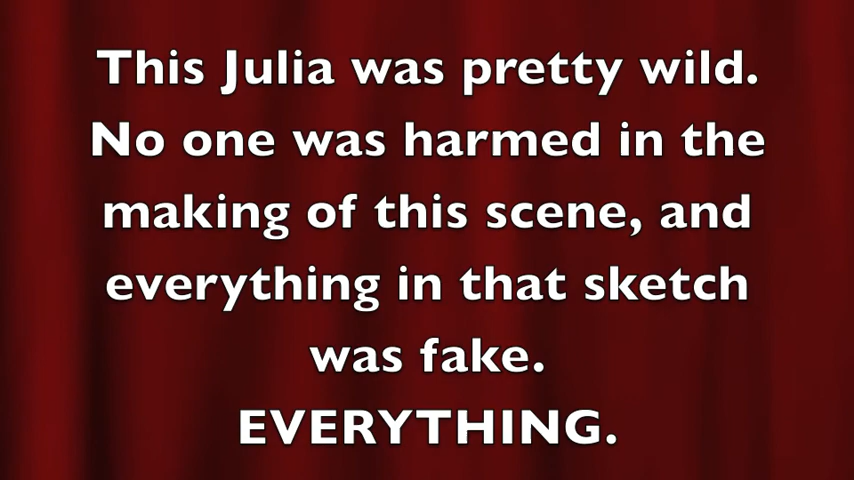 This Julia was pretty wild.
No one was harmed in the
making of this scene, and
everything in that sketch
was fake.
EVERYTHING.